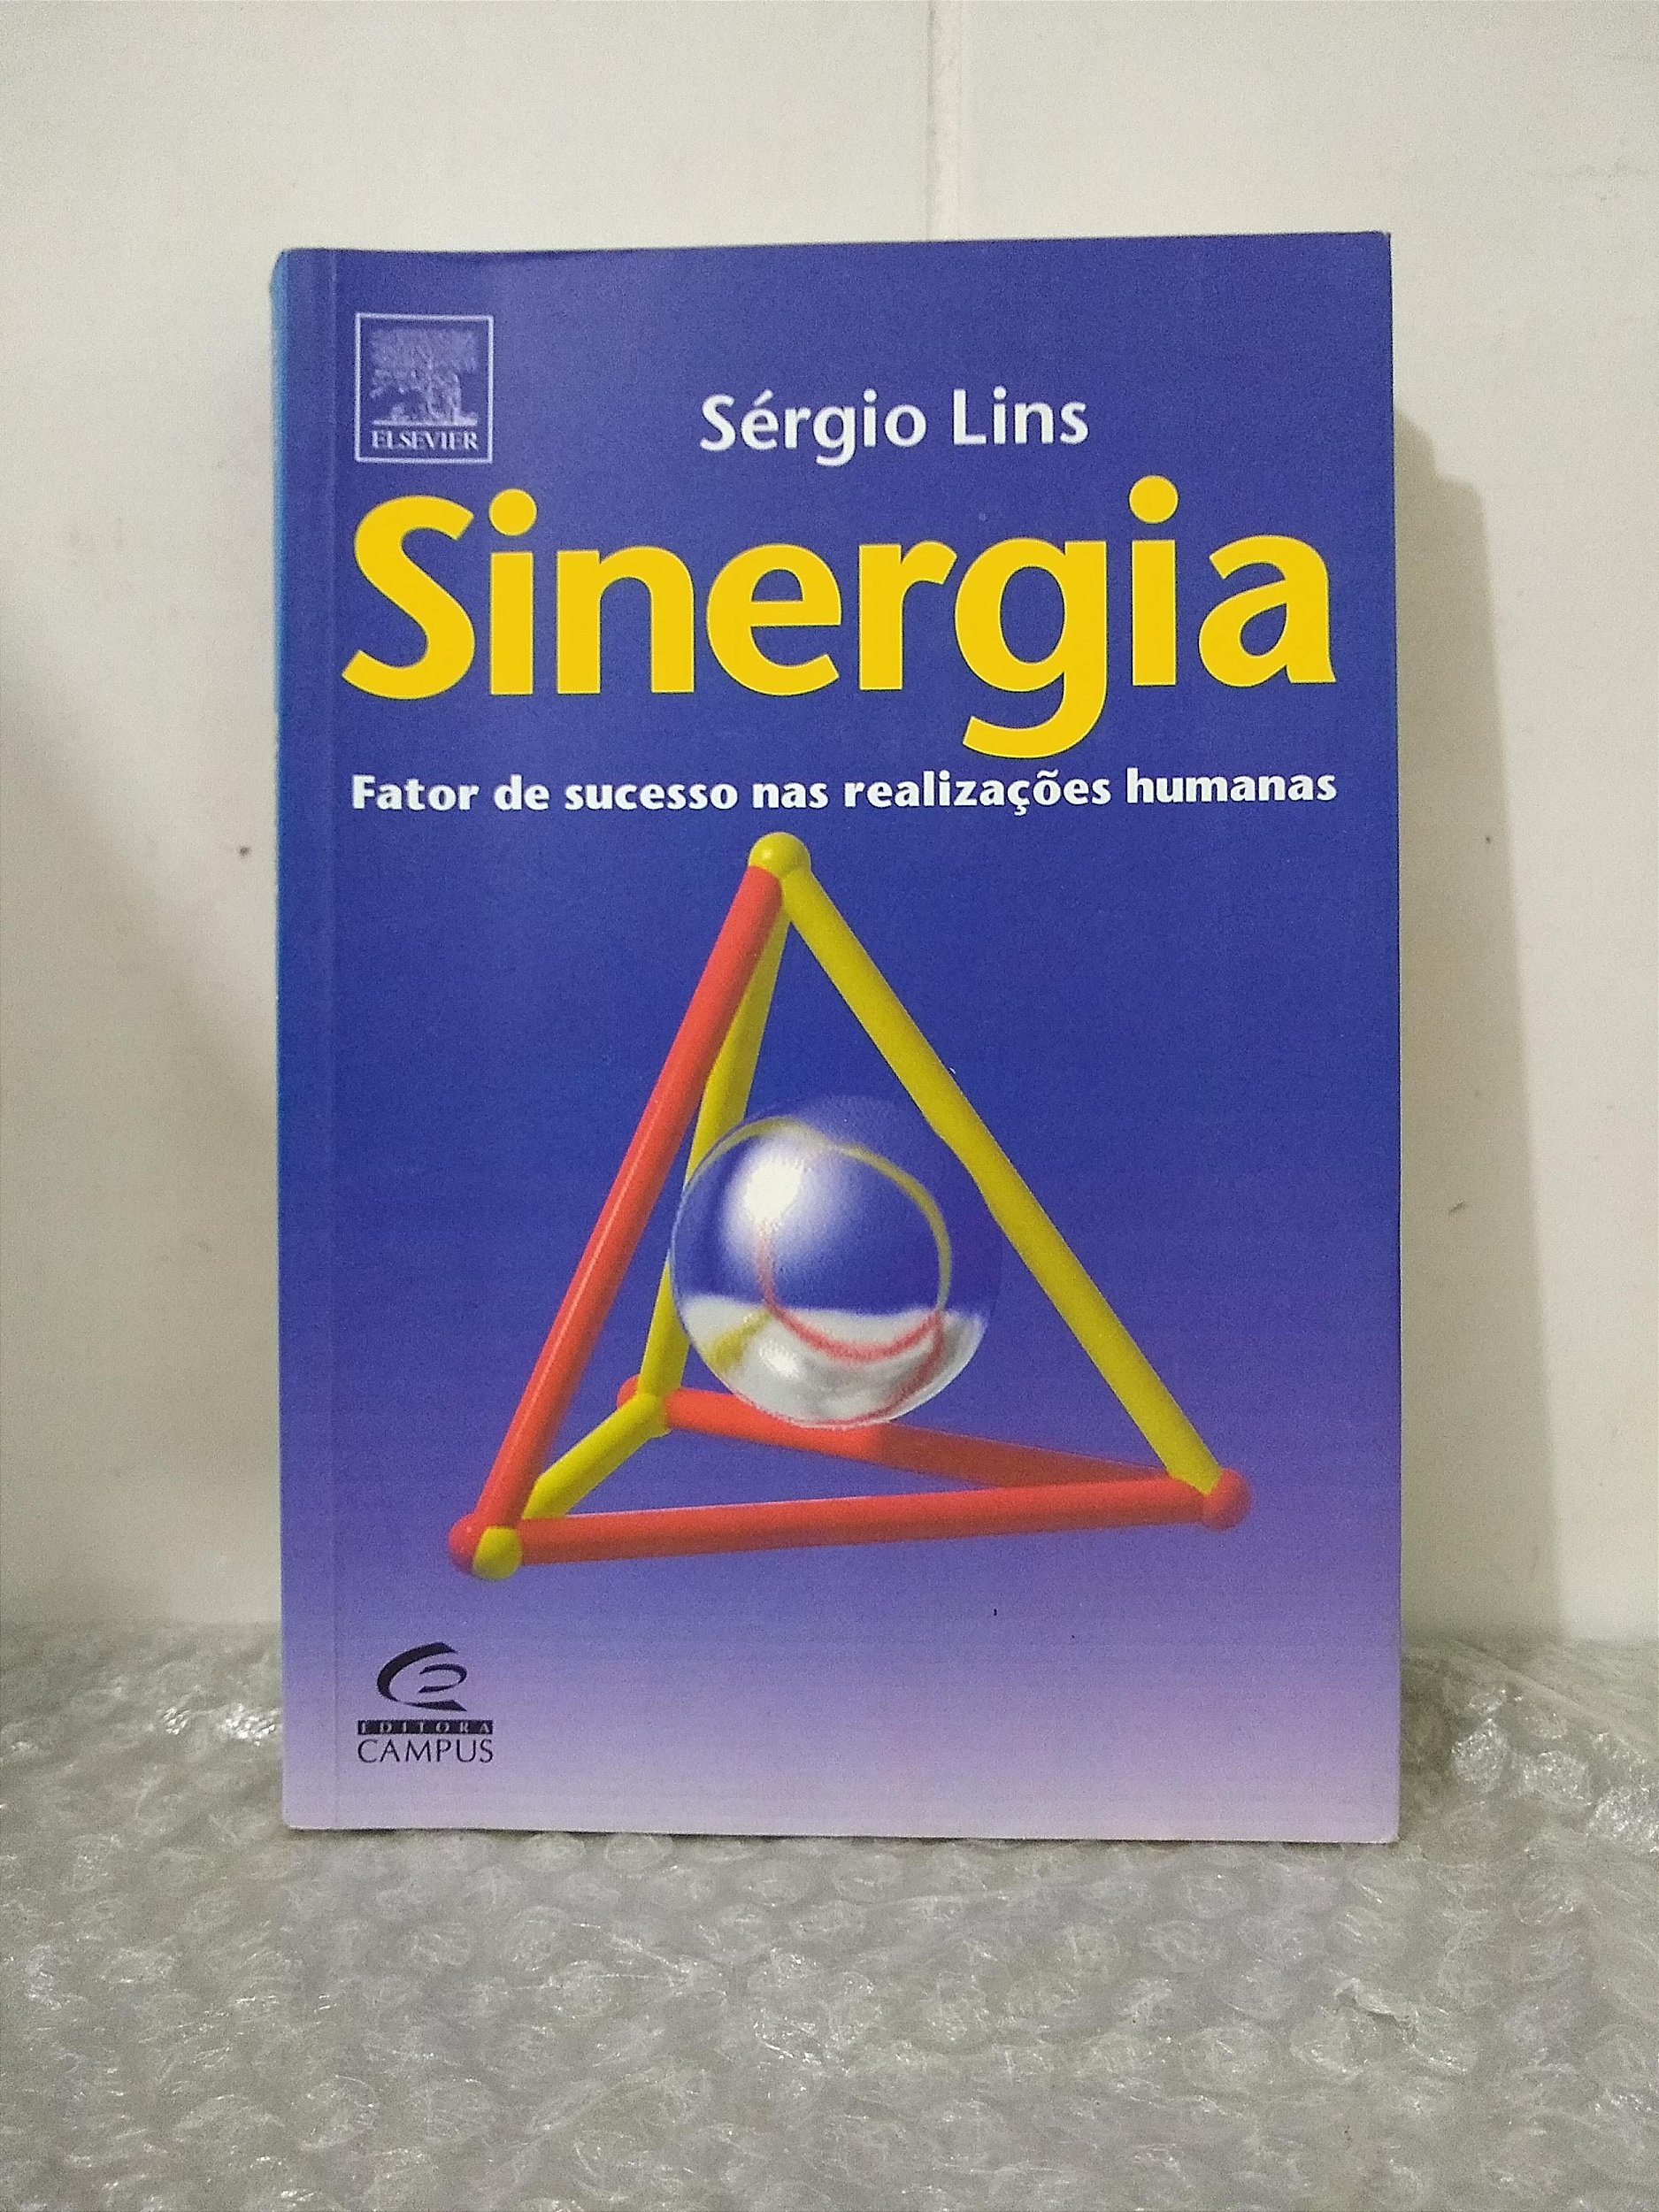 ELSEVIER
Sérgio Lins
Sinergia
Fator de sucesso nas realizações humanas
EDITORA
CAMPUS